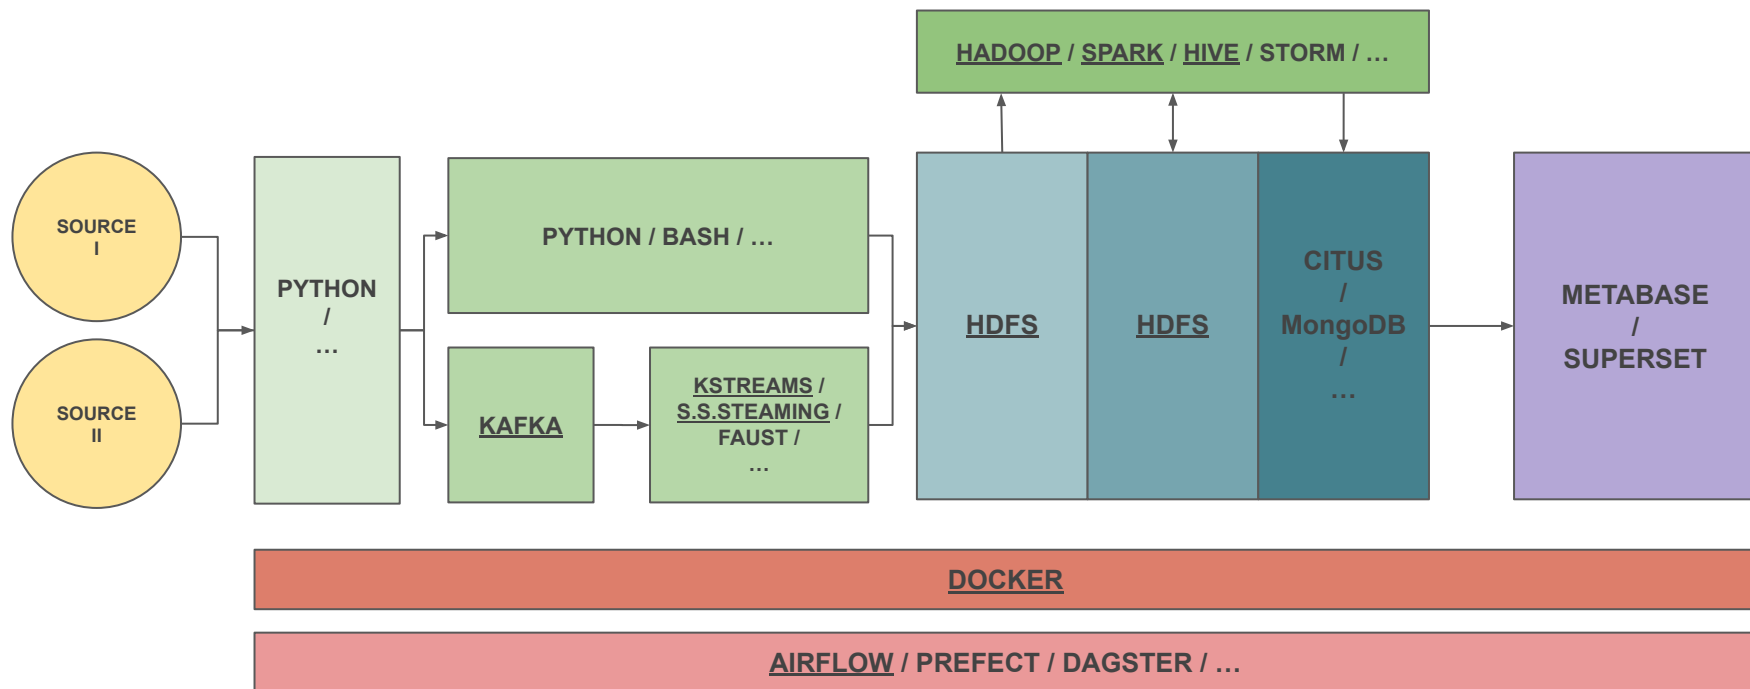 HADOOP / SPARK / HIVE / STORM / …
SOURCE
I
SOURCE
II
PYTHON
/
…
PYTHON / BASH / …
KAFKA
KSTREAMS /
S.S.STEAMING /
FAUST /
…
HDFS
HDFS
CITUS
/
MongoDB
/
…
METABASE
/
SUPERSET
DOCKER
AIRFLOW / PREFECT / DAGSTER / …